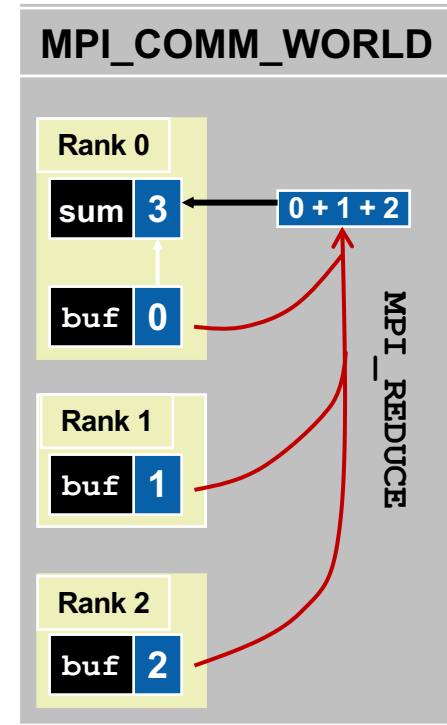 MPI_COMM_WORLD
Rank 0
sum 3
0 + 1 + 2
buf 0
MPI_REDUCE
Rank 1
buf 1
Rank 2
buf 2